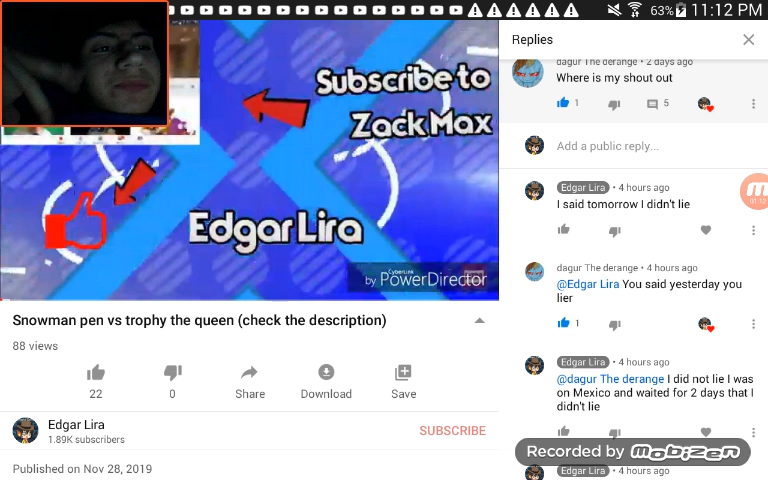 63% 11:12 PM
Subscribe to
ZackMax
Edgar Lira
by CyberLink PowerDirector
Snowman pen vs trophy the queen (check the description)
88 views
22
0
Share
Download
Save
Edgar Lira
1.89K subscribers
SUBSCRIBE
Published on Nov 28, 2019
Replies
dagur The derange • 2 days ago
Where is my shout out
1
5
Add a public reply...
Edgar Lira • 4 hours ago
I said tomorrow I didn't lie
01:12
dagur The derange • 4 hours ago
@Edgar Lira You said yesterday you
lier
1
Edgar Lira • 4 hours ago
@dagur The derange I did not lie I was
on Mexico and waited for 2 days that I
didn't lie
Recorded by mobizen
Edgar Lira • 4 hours ago